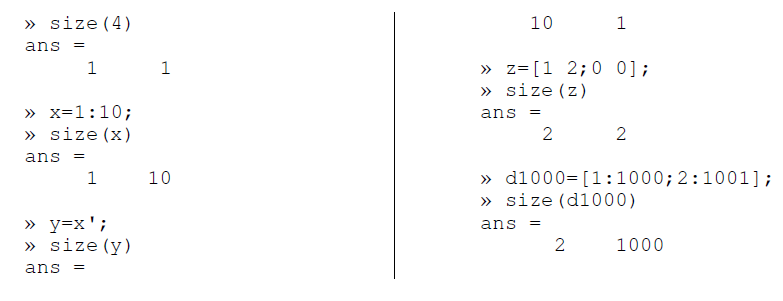 » size(4)
ans =
1 1
» x=1:10;
» size(x)
ans =
1 10
» y=x';
» size(y)
ans =
10 1
» z=[1 2;0 0];
» size(z)
ans =
2 2
» d1000=[1:1000;2:1001];
» size(d1000)
ans =
2 1000